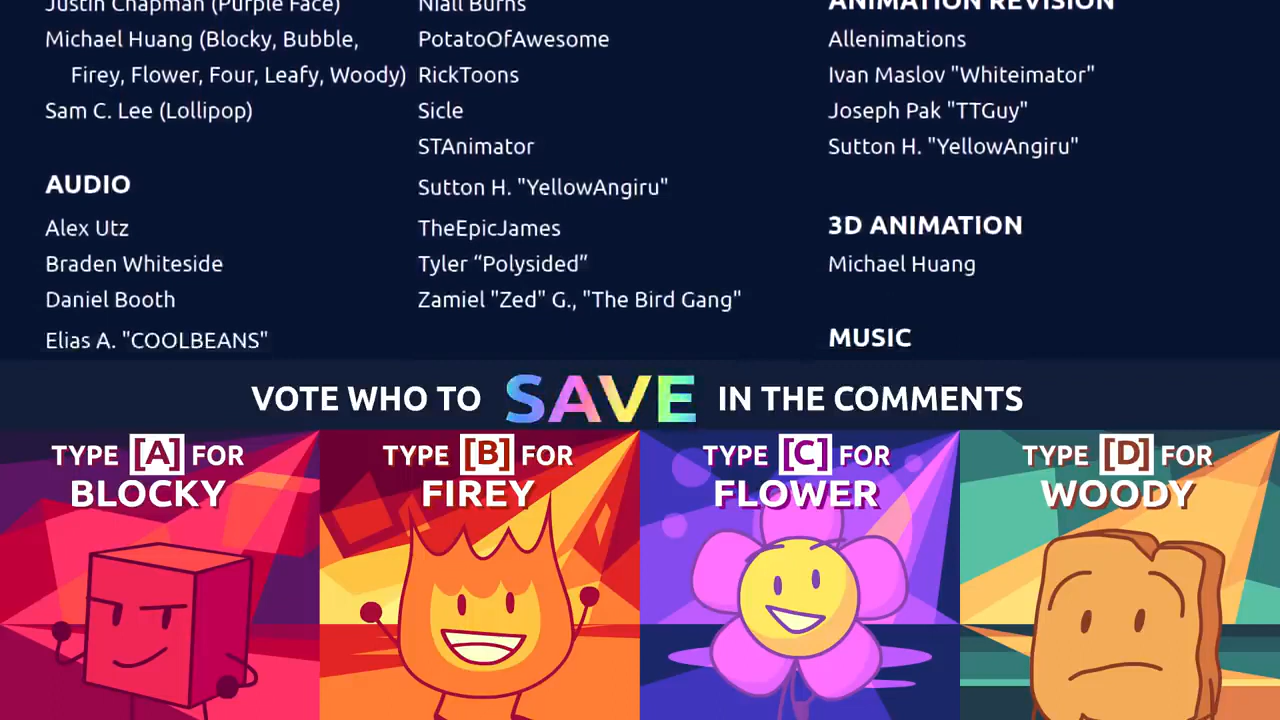 Justin Chapman (Purple Face)
Michael Huang (Blocky, Bubble,
Firey, Flower, Four, Leafy, Woody)
Sam C. Lee (Lollipop)
AUDIO
Alex Utz
Braden Whiteside
Daniel Booth
Elias A. "COOLBEANS"
Niall Burns
PotatoOfAwesome
RickToons
Sicle
STAnimator
Sutton H. "YellowAngiru"
TheEpicJames
Tyler “Polysided”
Zamiel "Zed" G., "The Bird Gang"
ANIMATION REVISION
Allenimations
Ivan Maslov "Whiteimator"
Joseph Pak "TTGuy"
Sutton H. "YellowAngiru"
3D ANIMATION
Michael Huang
MUSIC
VOTE WHO TO SAVE IN THE COMMENTS
TYPE [A] FOR
BLOCKY
TYPE [B] FOR
FIREY
TYPE [C] FOR
FLOWER
TYPE [D] FOR
WOODY